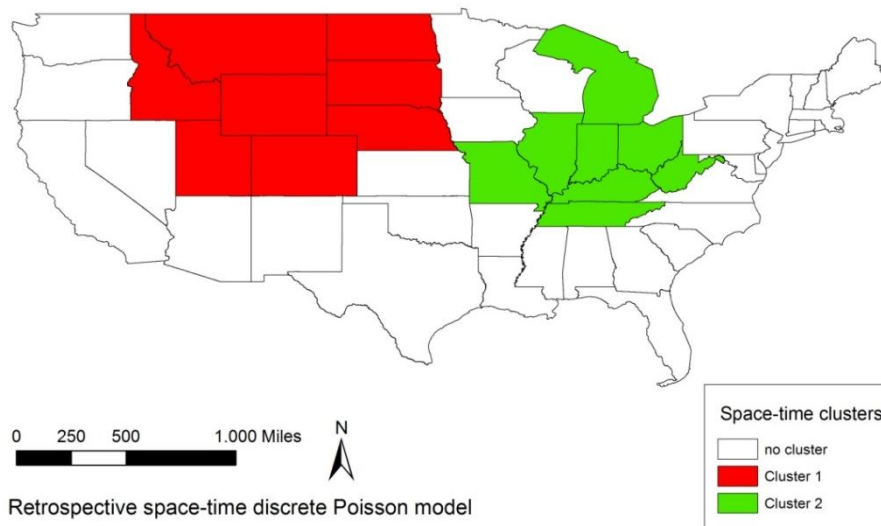 0 250 500 1.000 Miles
N
Retrospective space-time discrete Poisson model
Space-time clusters
no cluster
Cluster 1
Cluster 2